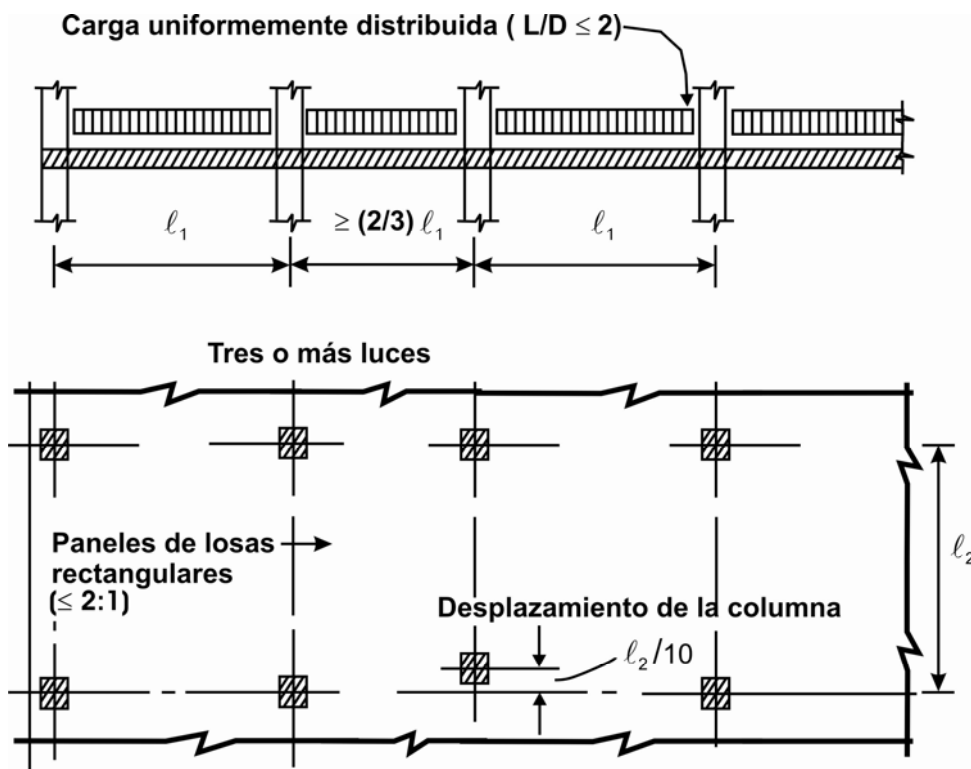 Carga uniformemente distribuida ( L/D ≤ 2)
ℓ₁
≥ (2/3) ℓ₁
ℓ₁
Tres o más luces
Paneles de losas
rectangulares
(≤ 2:1)
Desplazamiento de la columna
ℓ₂/10
ℓ₂